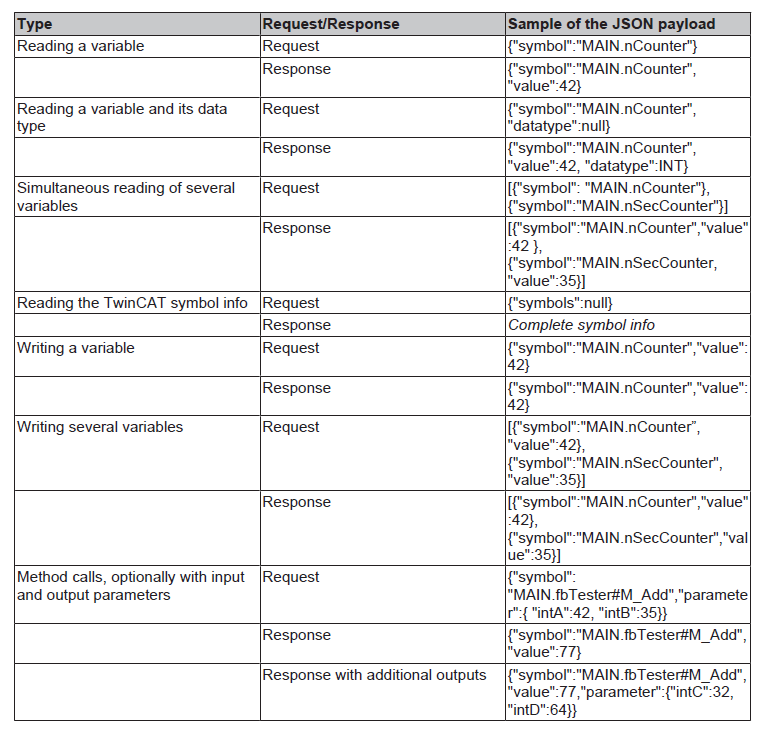 Type Request/Response Sample of the JSON payload
Reading a variable Request {"symbol":"MAIN.nCounter"}
Response {"symbol":"MAIN.nCounter",
"value":42}
Reading a variable and its data Request {"symbol":"MAIN.nCounter",
type "datatype":null}
Response {"symbol":"MAIN.nCounter",
"value":42, "datatype":INT}
Simultaneous reading of several Request [{"symbol": "MAIN.nCounter"},
variables {"symbol":"MAIN.nSecCounter"}]
Response [{"symbol":"MAIN.nCounter","value"
:42 },
{"symbol":"MAIN.nSecCounter,
"value":35}]
Reading the TwinCAT symbol info Request {"symbols":null}
Response Complete symbol info
Writing a variable Request {"symbol":"MAIN.nCounter","value":
42}
Response {"symbol":"MAIN.nCounter","value":
42}
Writing several variables Request [{"symbol":"MAIN.nCounter”,
"value":42},
{"symbol":"MAIN.nSecCounter",
"value":35}]
Response [{"symbol":"MAIN.nCounter","value"
:42},
{"symbol":"MAIN.nSecCounter","val
ue":35}]
Method calls, optionally with input Request {"symbol":
and output parameters "MAIN.fbTester#M_Add","paramete
r":{ "intA":42, "intB":35}}
Response {"symbol":"MAIN.fbTester#M_Add",
"value":77}
Response with additional outputs {"symbol":"MAIN.fbTester#M_Add",
"value":77,"parameter":{"intC":32,
"intD":64}}